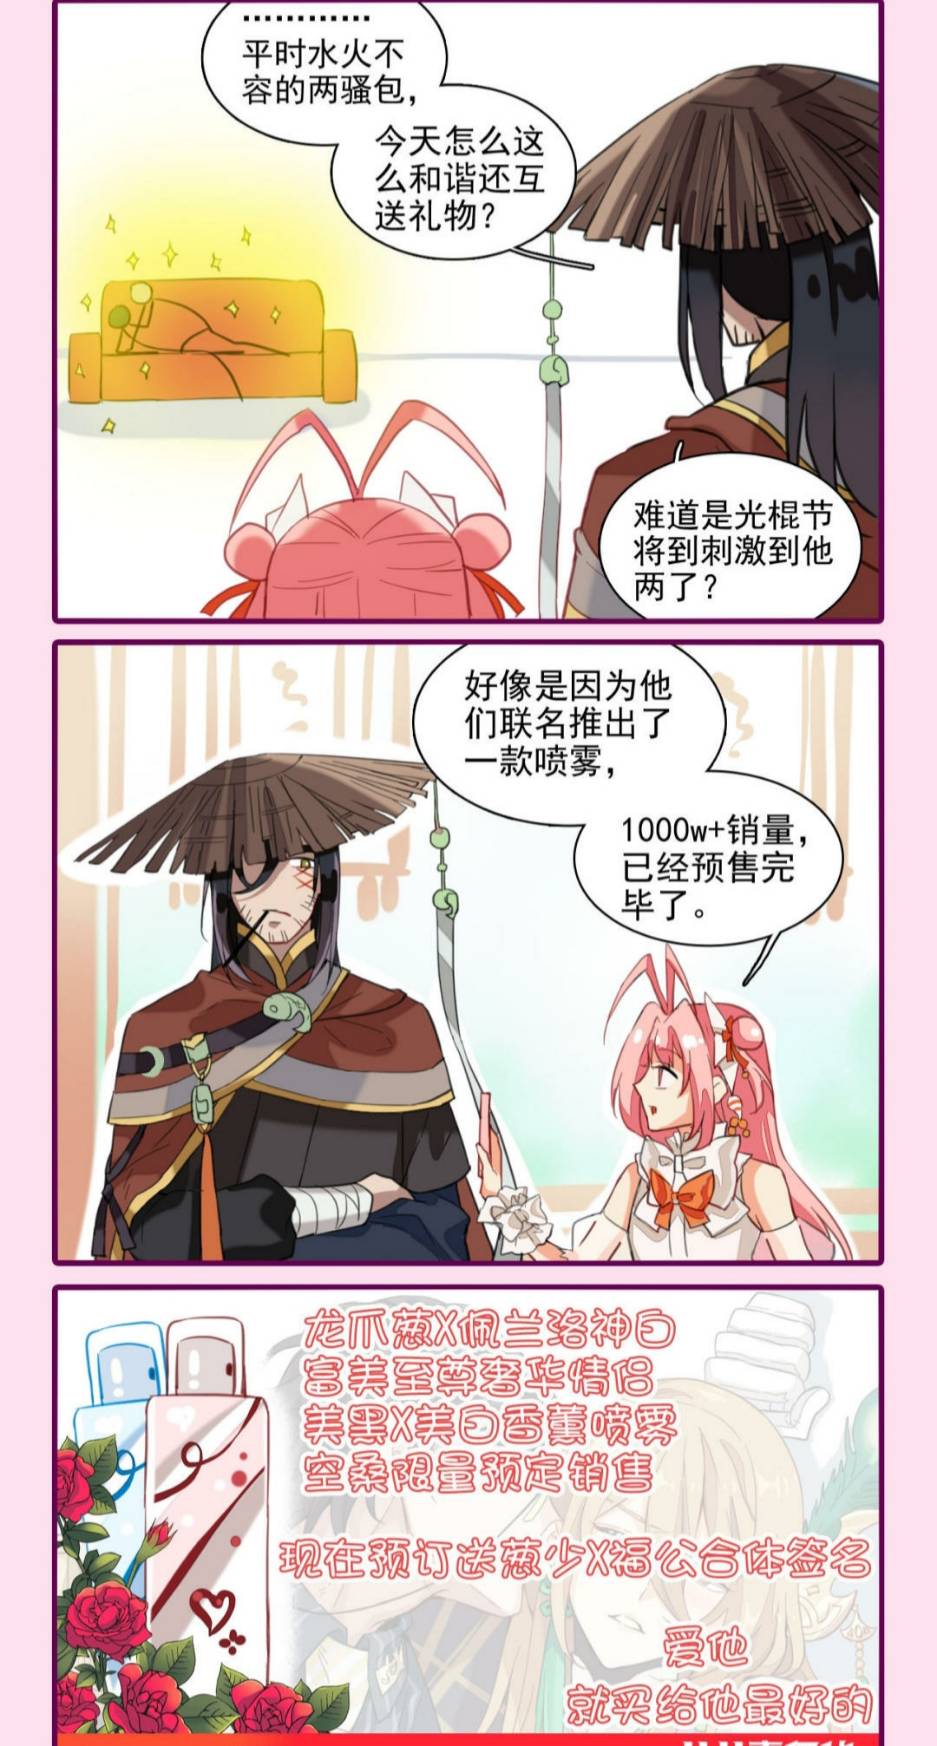 …………
平时水火不
容的两骚包，
今天怎么这
么和谐还互
送礼物？
难道是光棍节
将到刺激到他
两了？
好像是因为他
们联名推出了
一款喷雾，
1000w+销量，
已经预售完
毕了。
龙爪葱X佩兰洛神白
富美至尊奢华情侣
美黑X美白香薰喷雾
空桑限量预定销售
现在预订送葱少X福公合体签名
爱他
就买给他最好的